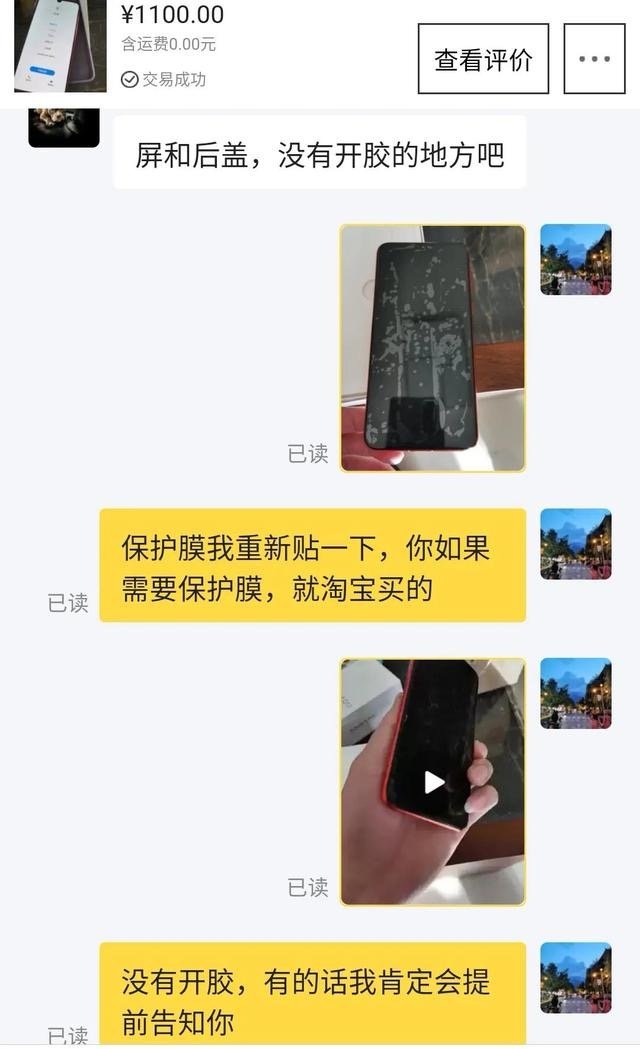 ¥1100.00
含运费0.00元
交易成功
查看评价
屏和后盖，没有开胶的地方吧
已读
保护膜我重新贴一下，你如果
需要保护膜，就淘宝买的
已读
已读
没有开胶，有的话我肯定会提
前告知你
已读